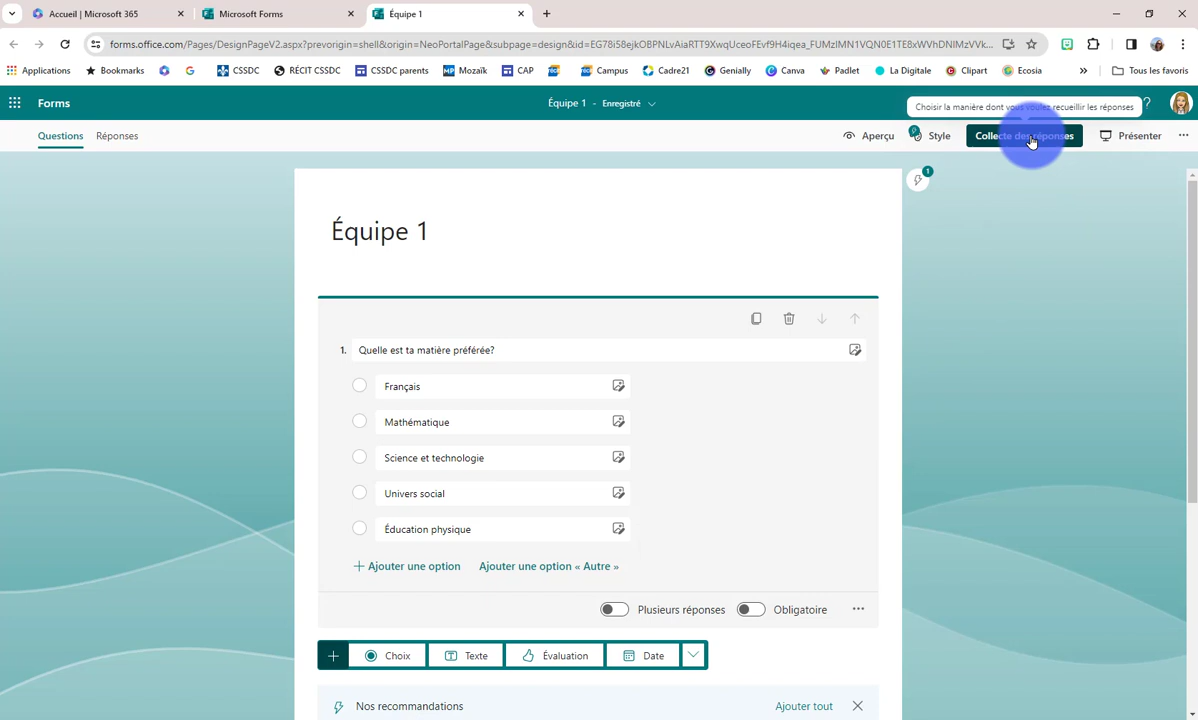 Accueil | Microsoft 365
Microsoft Forms
Équipe 1
forms.office.com/Pages/DesignPageV2.aspx?prevorigin=shell&origin=NeoPortalPage&subpage=design&id=EG78i58ejkOBPNLvAiaRTT9XwqUceoFEvf9H4iqea_FUMzlMN1VQN0E1TE8xWVhDNlMzVVk...
Applications
Bookmarks
CSSDC
RÉCIT CSSDC
CSSDC parents
Mozaïk
CAP
Campus
Cadre21
Genially
Canva
Padlet
La Digitale
Clipart
Ecosia
»
Tous les favoris
Forms
Équipe 1 - Enregistré
Choisir la manière dont vous voulez recueillir les réponses
?
Questions
Réponses
Aperçu
Style
Collecte des réponses
Présenter
1
Équipe 1
1. Quelle est ta matière préférée?
Français
Mathématique
Science et technologie
Univers social
Éducation physique
Ajouter une option
Ajouter une option « Autre »
Plusieurs réponses
Obligatoire
Choix
Texte
Évaluation
Date
Nos recommandations
Ajouter tout